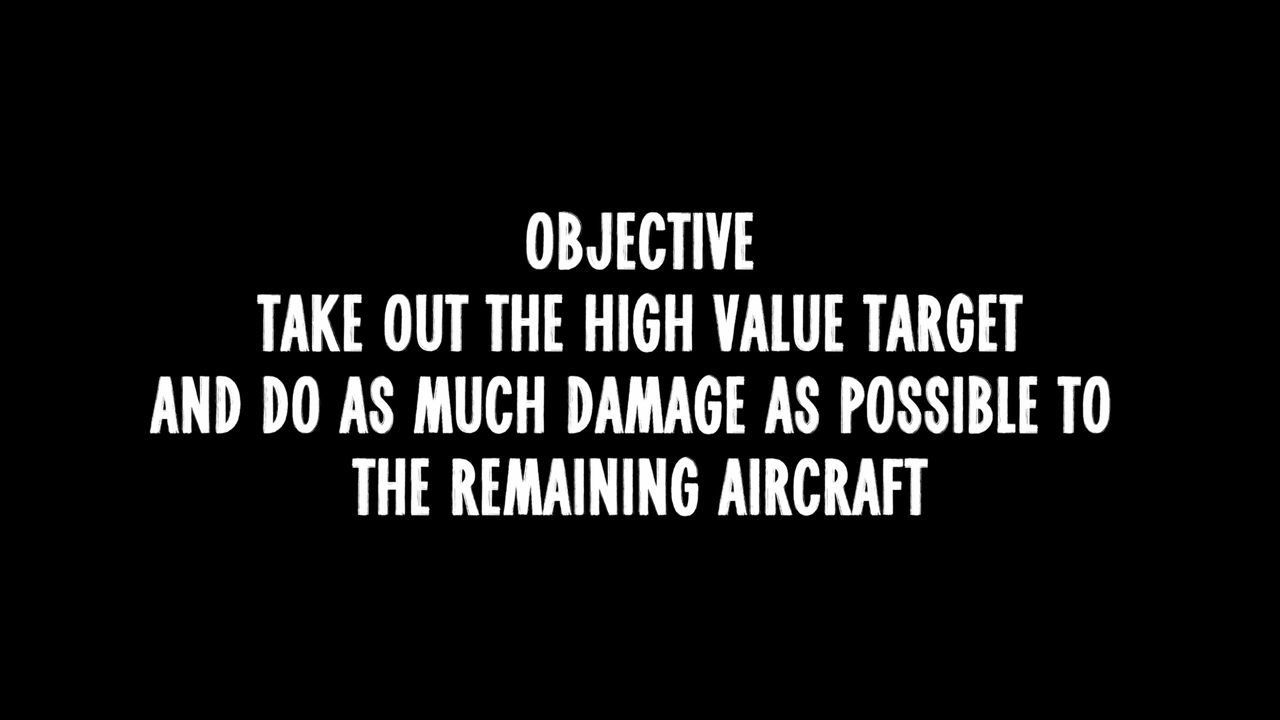 OBJECTIVE
TAKE OUT THE HIGH VALUE TARGET
AND DO AS MUCH DAMAGE AS POSSIBLE TO
THE REMAINING AIRCRAFT